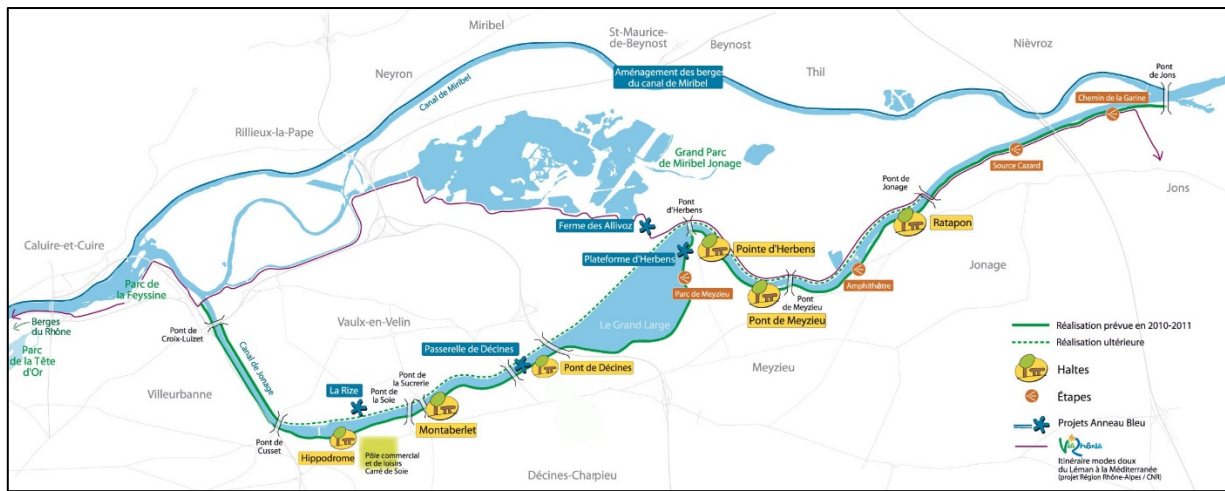 Miribel
St-Maurice-
de-Beynost
Beynost
Nièvroz
Neyron
Aménagement des berges
du canal de Miribel
Thil
Pont
de Jons
Canal de Miribel
Chemin de la Garine
Rillieux-la-Pape
Grand Parc
de Miribel Jonage
Source Cazard
Pont de
Jonage
Jons
Pont
d'Herbens
Ferme des Allivoz
Ratapon
Caluire-et-Cuire
Pointe d'Herbens
Plateforme d'Herbens
Jonage
Parc de
la Feyssine
Parc de Meyzieu
Amphithêtre
Pont
de Meyzieu
Pont de Meyzieu
Berges
du Rhône
Parc
de la Tête
d'Or
Pont de
Croix-Luizet
Vaulx-en-Velin
Le Grand Large
Canal de Jonage
Passerelle de Décines
Pont de Décines
Meyzieu
Villeurbanne
La Rize
Pont
de la Soie
Pont de
la Sucrerie
Montaberlet
Pont de
Cusset
Hippodrome
Pôle commercial
et de loisirs
Carré de Soie
Décines-Charpieu
Réalisation prévue en 2010-2011
Réalisation ultérieure
Haltes
Étapes
Projets Anneau Bleu
ViaRhôna
Itinéraire modes doux
du Léman à la Méditerranée
(projet Région Rhône-Alpes / CNR)